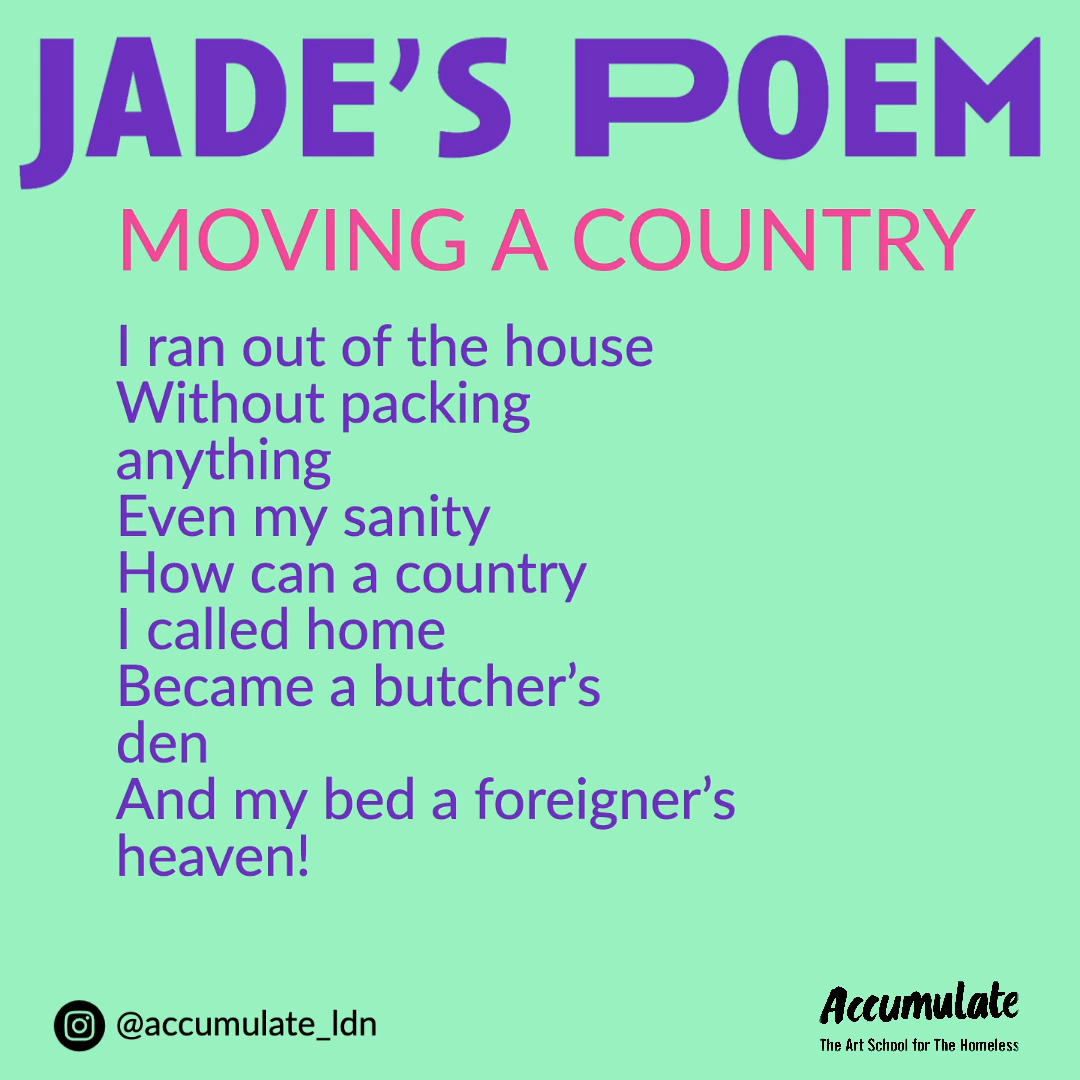 JADE’S POEM
MOVING A COUNTRY
I ran out of the house
Without packing
anything
Even my sanity
How can a country
I called home
Became a butcher’s
den
And my bed a foreigner’s
heaven!
@accumulate_ldn
Accumulate
The Art School for The Homeless